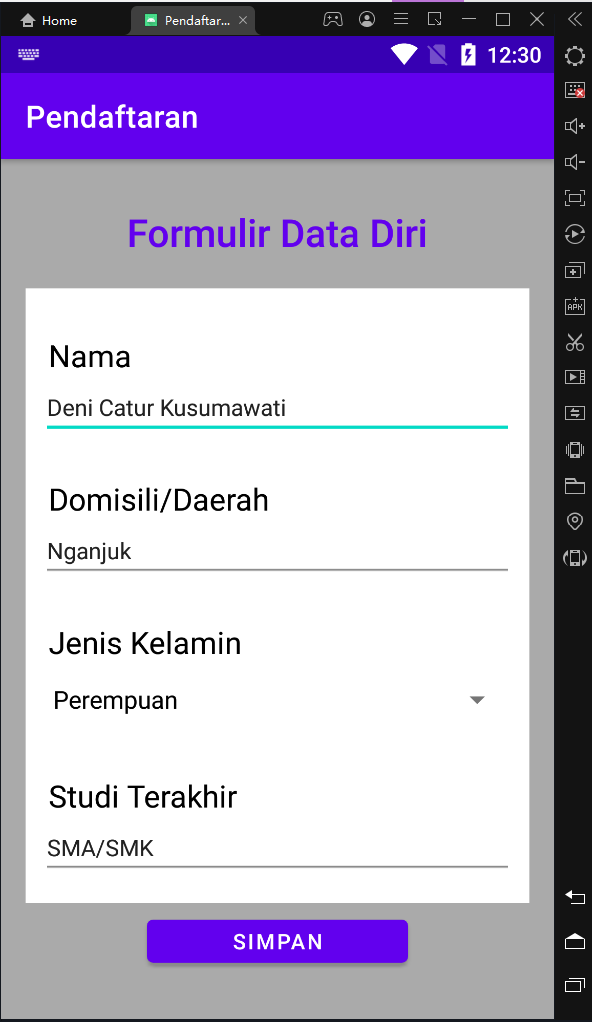 Home
Pendaftar...
12:30
Pendaftaran
Formulir Data Diri
Nama
Deni Catur Kusumawati
Domisili/Daerah
Nganjuk
Jenis Kelamin
Perempuan
Studi Terakhir
SMA/SMK
SIMPAN
APK